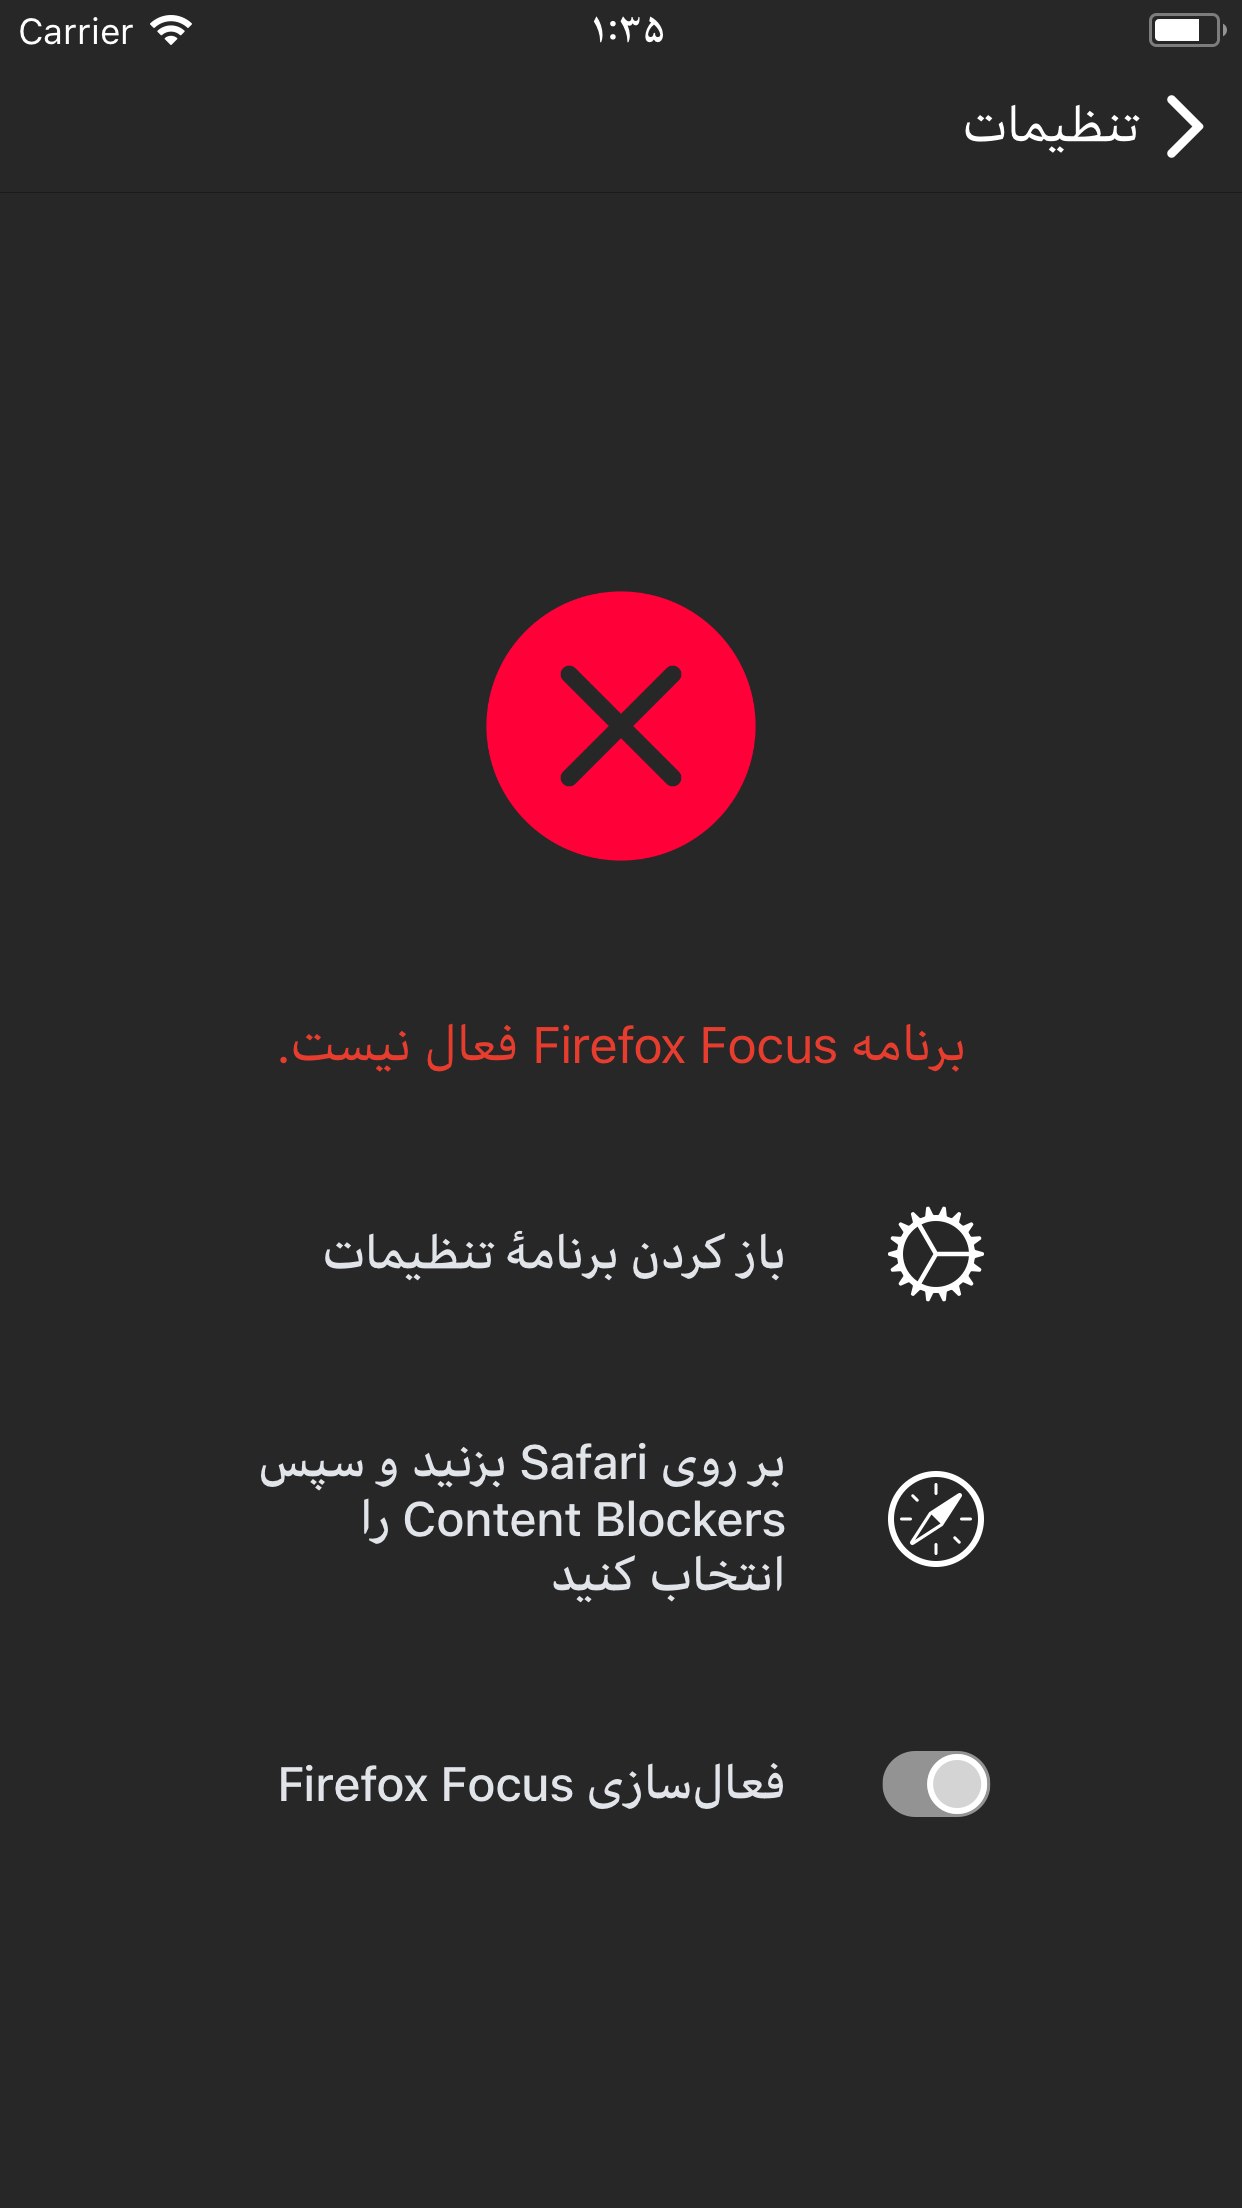 Carrier
۱:۳۵
تنظیمات
برنامه Firefox Focus فعال نیست.
باز کردن برنامهٔ تنظیمات
بر روی Safari بزنید و سپس
Content Blockers را
انتخاب کنید
فعال‌سازی Firefox Focus